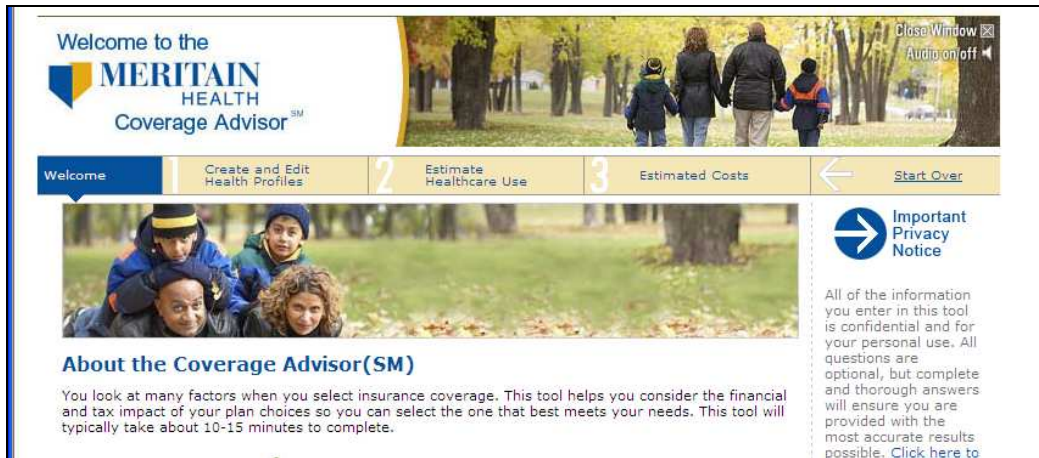 Welcome to the
MERITAIN
HEALTH
Coverage Advisor SM
Close Window
Audio on/off
Welcome
1
Create and Edit
Health Profiles
2
Estimate
Healthcare Use
3
Estimated Costs
Start Over
Important
Privacy
Notice
About the Coverage Advisor(SM)
You look at many factors when you select insurance coverage. This tool helps you consider the financial
and tax impact of your plan choices so you can select the one that best meets your needs. This tool will
typically take about 10-15 minutes to complete.
All of the information
you enter in this tool
is confidential and for
your personal use. All
questions are
optional, but complete
and thorough answers
will ensure you are
provided with the
most accurate results
possible. Click here to